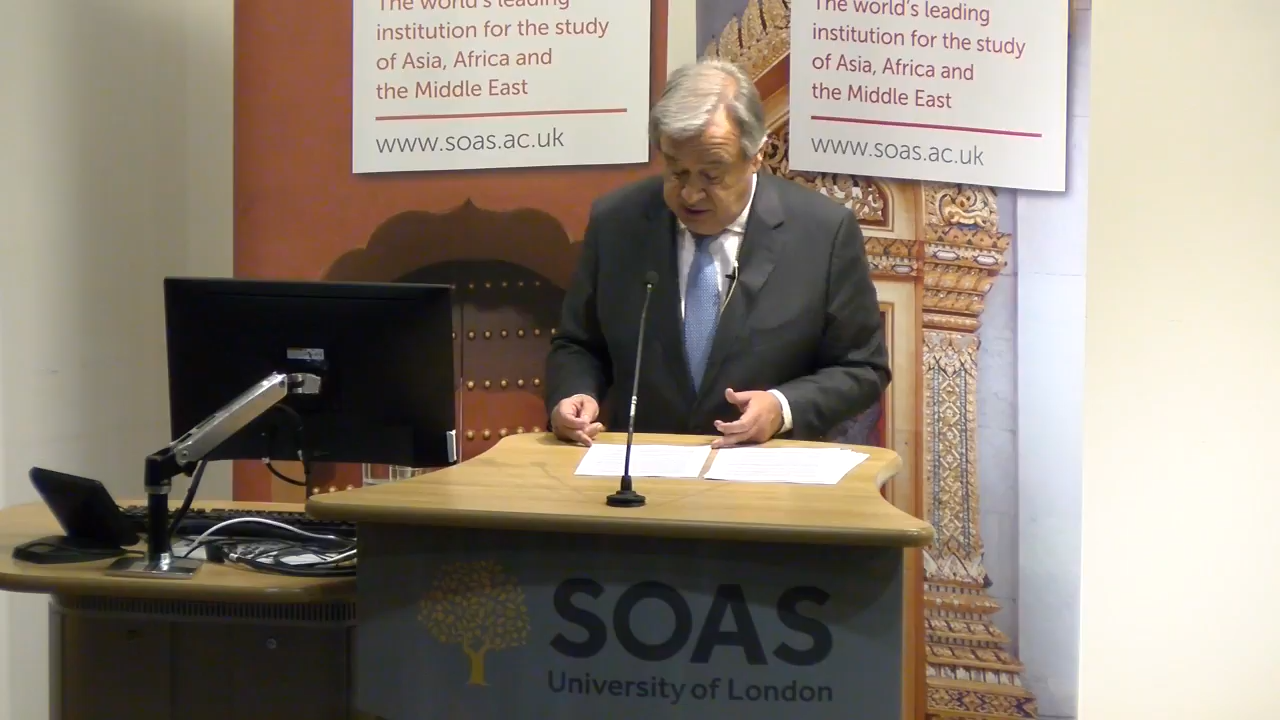 The world's leading
institution for the study
of Asia, Africa and
the Middle East
www.soas.ac.uk
The world's leading
institution for the study
of Asia, Africa and
the Middle East
www.soas.ac.uk
SOAS
University of London